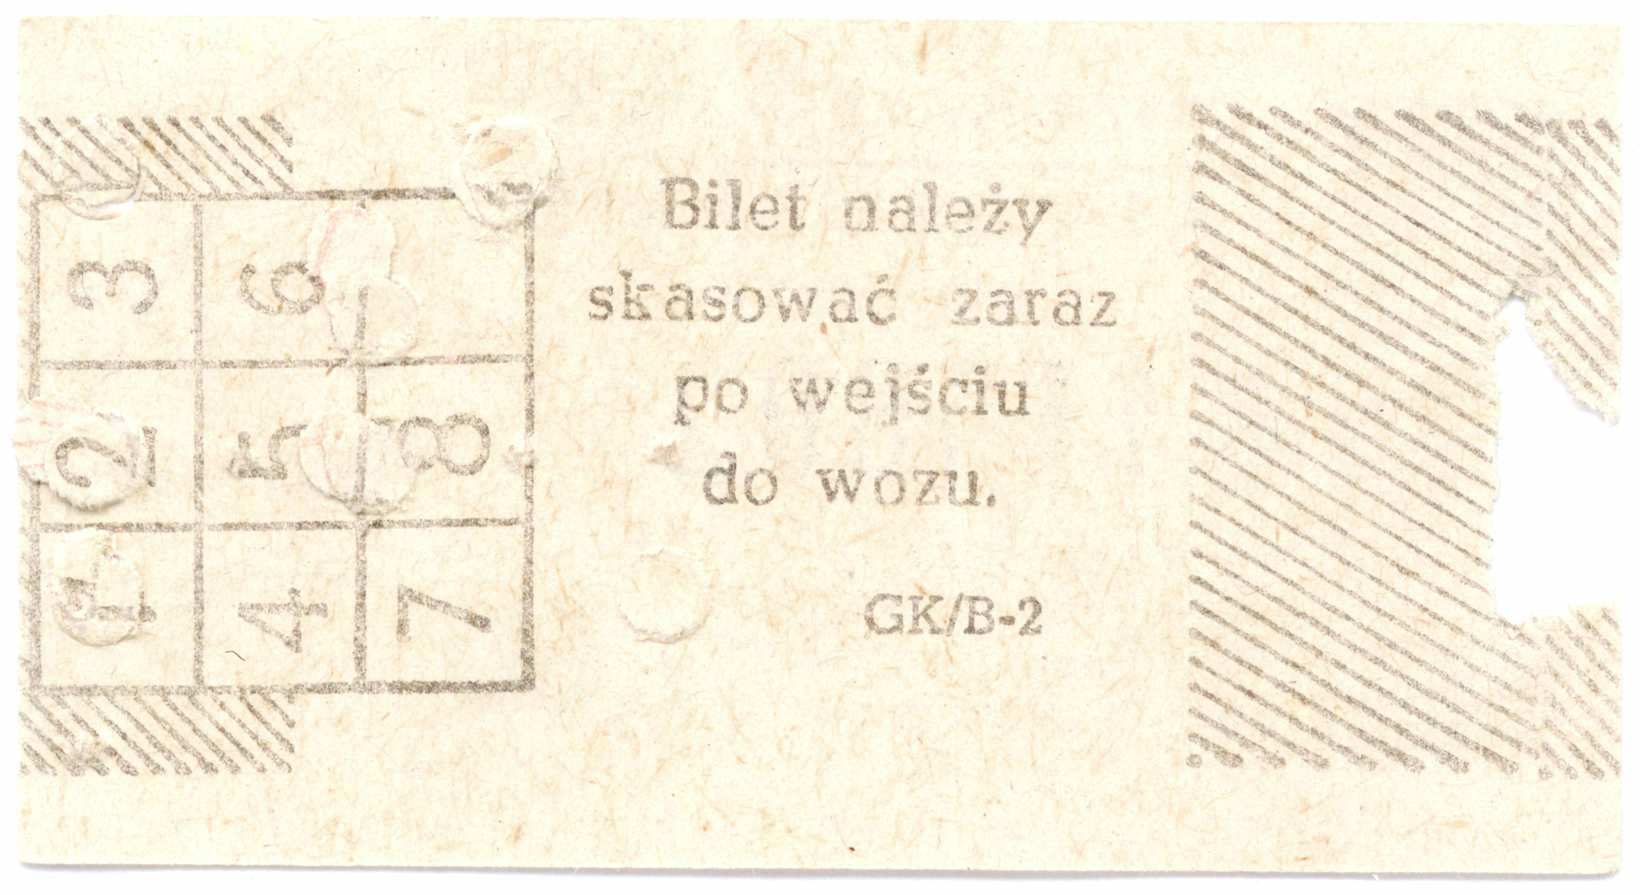 3 6
2 5 8
1 4 7
Bilet należy
skasować zaraz
po wejściu
do wozu.
GK/B-2